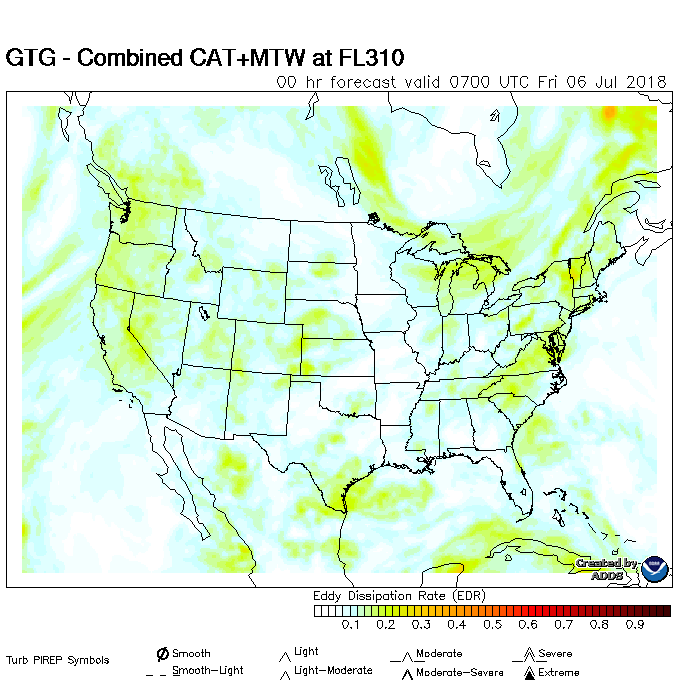 GTG - Combined CAT+MTW at FL310
00 hr forecast valid 0700 UTC Fri 06 Jul 2018
Created by
ADDS
Eddy Dissipation Rate (EDR)
0.1 0.2 0.3 0.4 0.5 0.6 0.7 0.8 0.9
Turb PIREP Symbols
Smooth Light Moderate Severe
Smooth-Light Light-Moderate Moderate-Severe Extreme